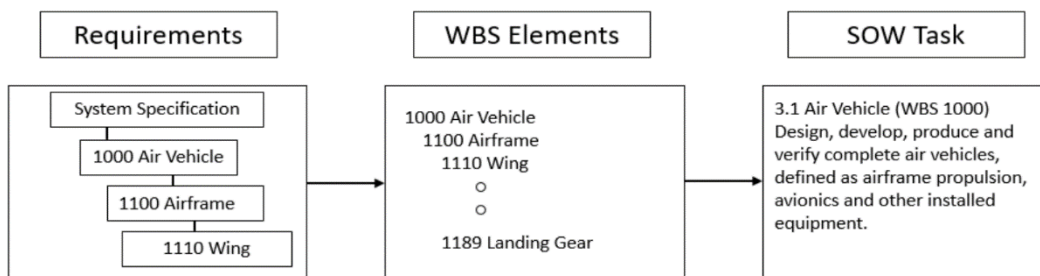 Requirements
WBS Elements
SOW Task
System Specification
1000 Air Vehicle
1100 Airframe
1110 Wing
1000 Air Vehicle
1100 Airframe
1110 Wing
1189 Landing Gear
3.1 Air Vehicle (WBS 1000)
Design, develop, produce and
verify complete air vehicles,
defined as airframe propulsion,
avionics and other installed
equipment.